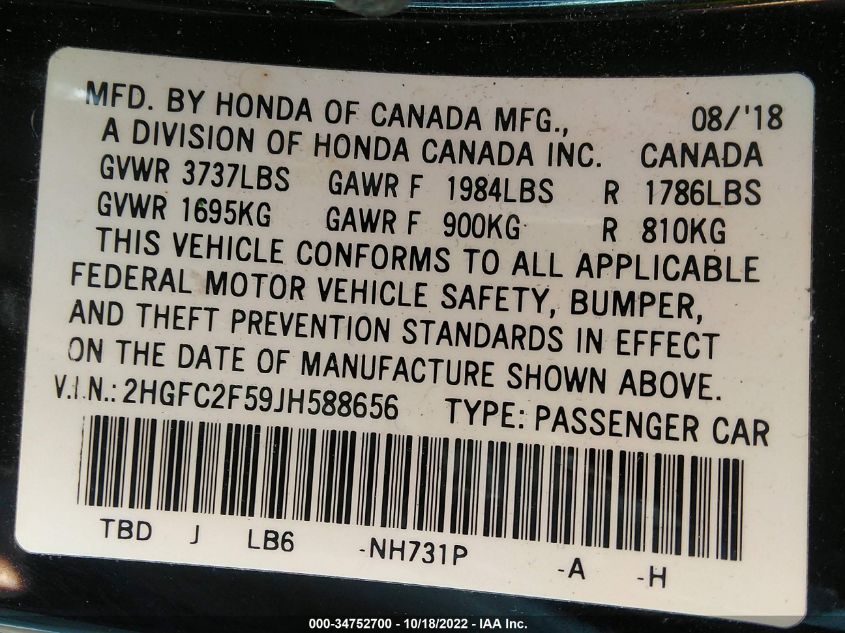 MFD. BY HONDA OF CANADA MFG., 08/'18
A DIVISION OF HONDA CANADA INC. CANADA
GVWR 3737LBS GAWR F 1984LBS R 1786LBS
GVWR 1695KG GAWR F 900KG R 810KG
THIS VEHICLE CONFORMS TO ALL APPLICABLE
FEDERAL MOTOR VEHICLE SAFETY, BUMPER,
AND THEFT PREVENTION STANDARDS IN EFFECT
ON THE DATE OF MANUFACTURE SHOWN ABOVE.
V.I.N.: 2HGFC2F59JH588656 TYPE: PASSENGER CAR
TBD J LB6 -NH731P -A -H
000-34752700 - 10/18/2022 - IAA Inc.